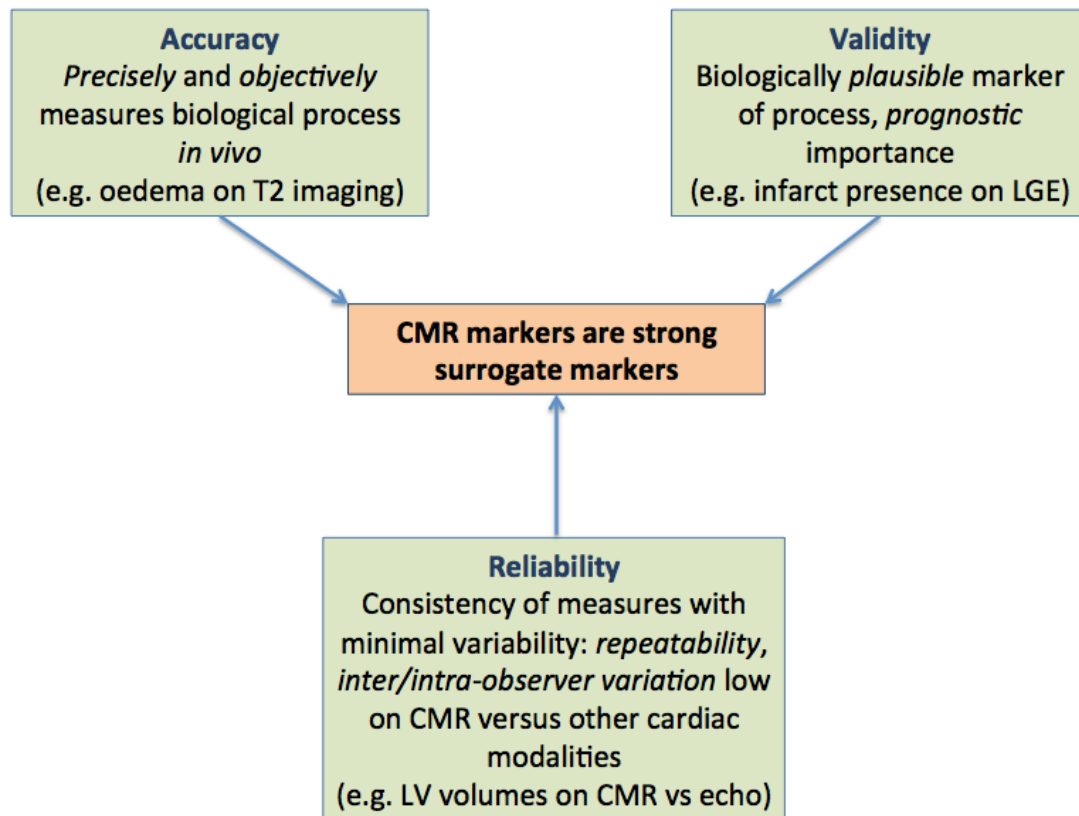 Accuracy
Precisely and objectively
measures biological process
in vivo
(e.g. oedema on T2 imaging)
Validity
Biologically plausible marker
of process, prognostic
importance
(e.g. infarct presence on LGE)
CMR markers are strong
surrogate markers
Reliability
Consistency of measures with
minimal variability: repeatability,
inter/intra-observer variation low
on CMR versus other cardiac
modalities
(e.g. LV volumes on CMR vs echo)